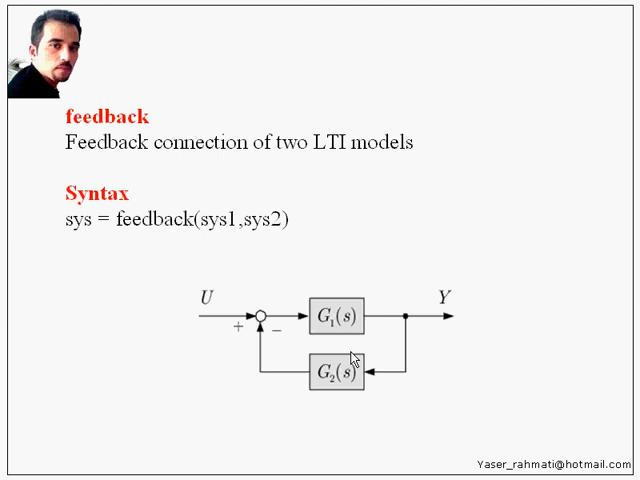 feedback
Feedback connection of two LTI models
Syntax
sys = feedback(sys1,sys2)
U
Y
+
−
G₁(s)
G₂(s)
Yaser_rahmati@hotmail.com